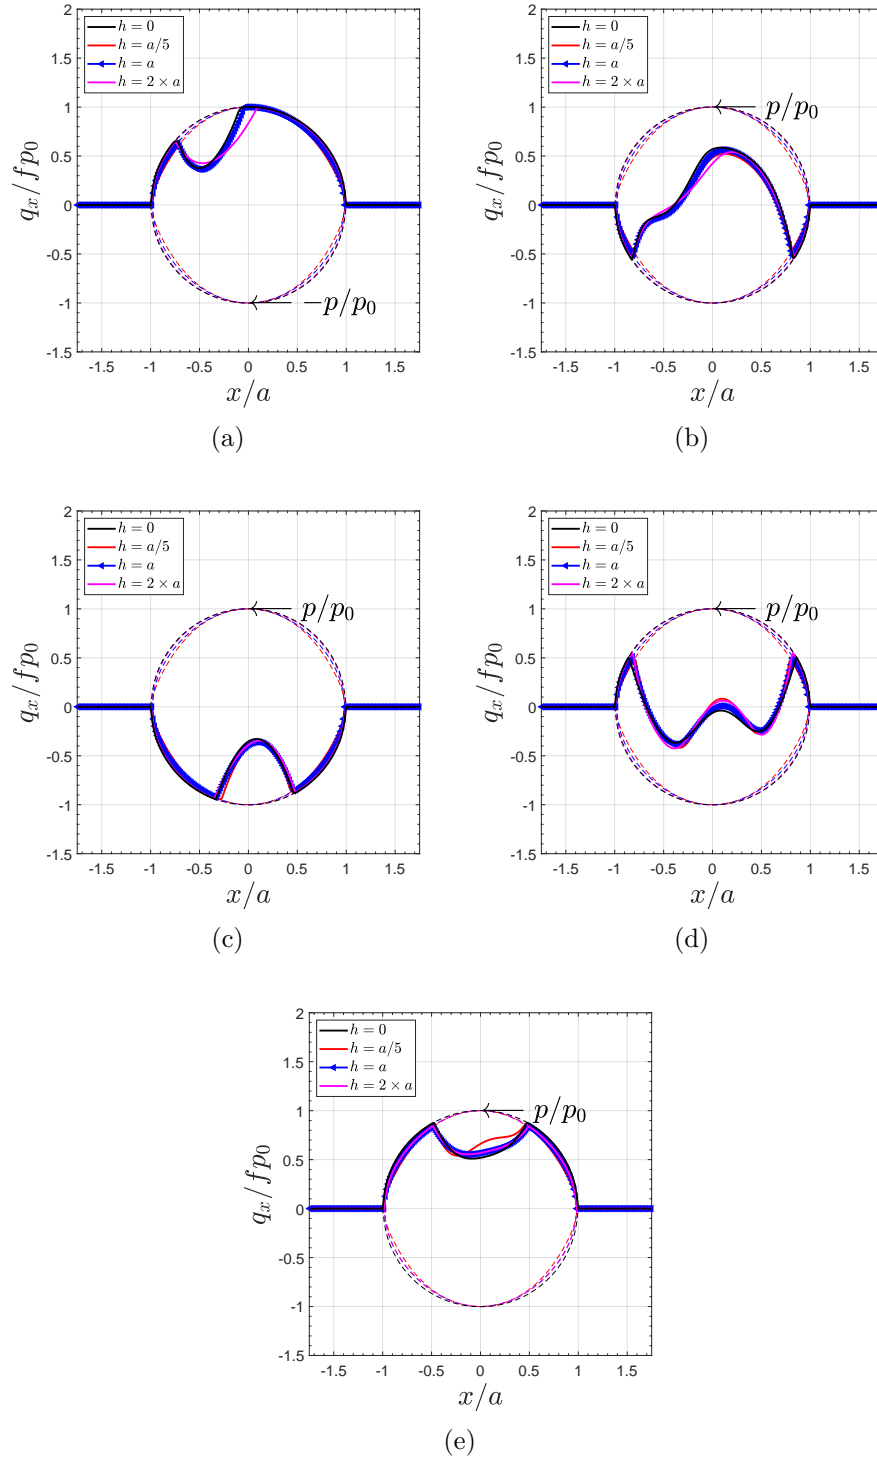 2
1.5
1
0.5
0
-0.5
-1
-1.5
-1.5 -1 -0.5 0 0.5 1 1.5
q_x/fp_0
x/a
h = 0
h = a/5
h = a
h = 2 × a
−p/p_0
(a)
2
1.5
1
0.5
0
-0.5
-1
-1.5
-1.5 -1 -0.5 0 0.5 1 1.5
q_x/fp_0
x/a
h = 0
h = a/5
h = a
h = 2 × a
p/p_0
(b)
2
1.5
1
0.5
0
-0.5
-1
-1.5
-1.5 -1 -0.5 0 0.5 1 1.5
q_x/fp_0
x/a
h = 0
h = a/5
h = a
h = 2 × a
p/p_0
(c)
2
1.5
1
0.5
0
-0.5
-1
-1.5
-1.5 -1 -0.5 0 0.5 1 1.5
q_x/fp_0
x/a
h = 0
h = a/5
h = a
h = 2 × a
p/p_0
(d)
2
1.5
1
0.5
0
-0.5
-1
-1.5
-1.5 -1 -0.5 0 0.5 1 1.5
q_x/fp_0
x/a
h = 0
h = a/5
h = a
h = 2 × a
p/p_0
(e)